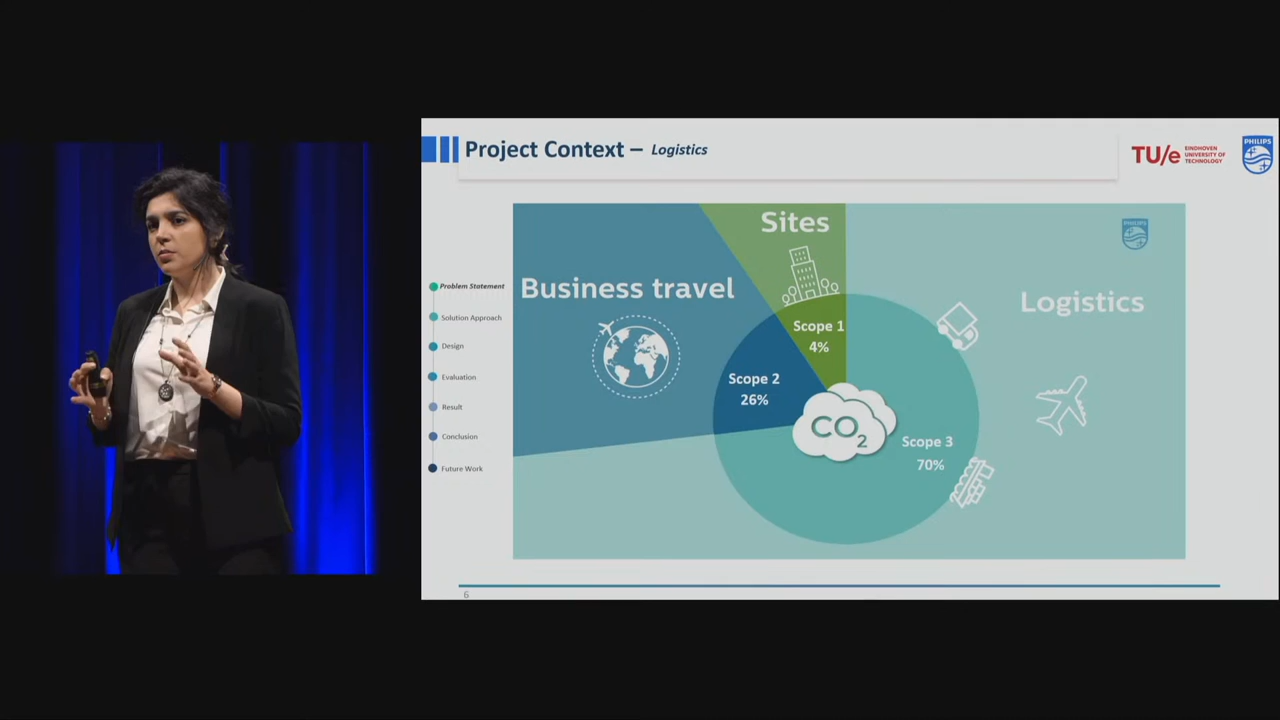 Project Context – Logistics
TU/e EINDHOVEN
UNIVERSITY OF
TECHNOLOGY
PHILIPS
Problem Statement
Solution Approach
Design
Evaluation
Result
Conclusion
Future Work
Business travel
Sites
Logistics
PHILIPS
Scope 1
4%
Scope 2
26%
Scope 3
70%
CO2
6